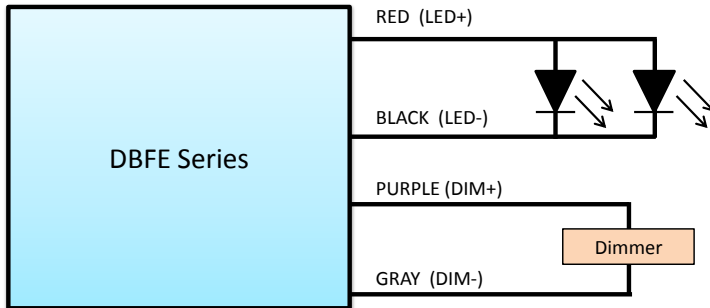 RED (LED+)
BLACK (LED-)
DBFE Series
PURPLE (DIM+)
Dimmer
GRAY (DIM-)